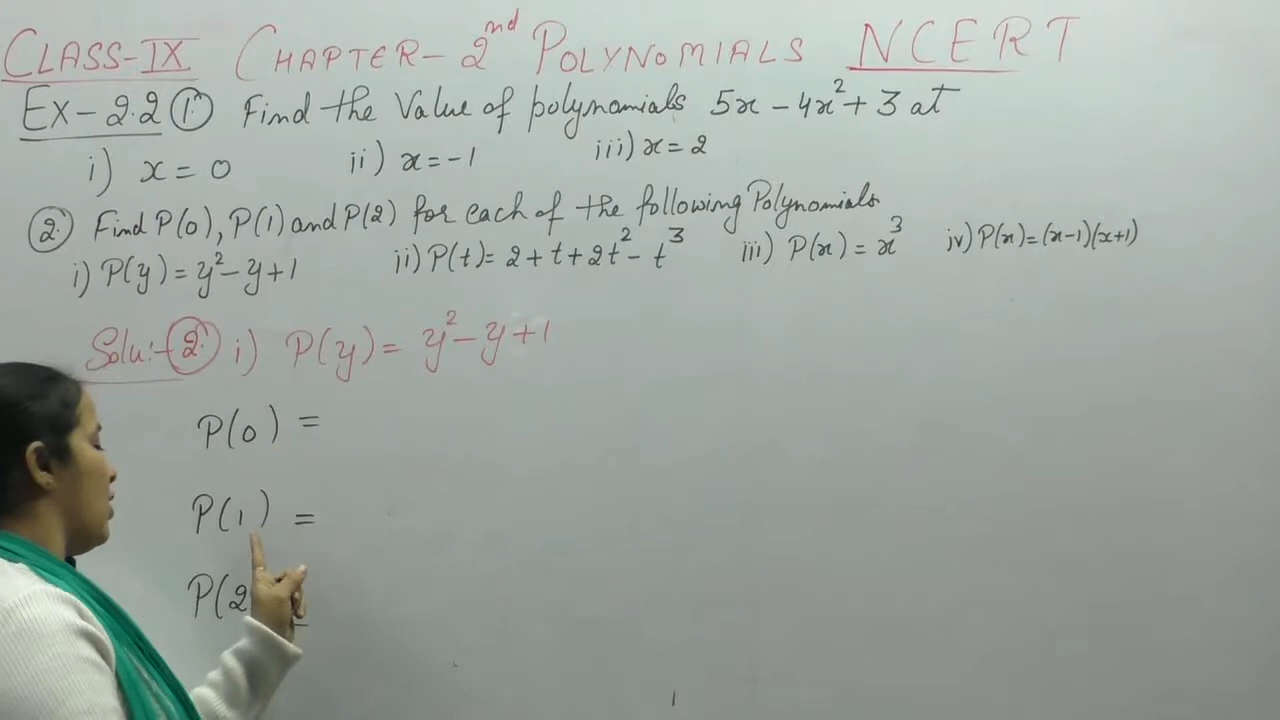 CLASS-IX CHAPTER-2nd POLYNOMIALS NCERT
Ex-2.2 ① Find the Value of polynomials 5x - 4x² + 3 at
i) x = 0 ii) x = -1 iii) x = 2
② Find P(0), P(1) and P(2) for each of the following Polynomials
i) P(y) = y² - y + 1 ii) P(t) = 2 + t + 2t² - t³ iii) P(x) = x³ iv) P(x) = (x-1)(x+1)
Solu:- ② i) P(y) = y² - y + 1
P(0) =
P(1) =
P(2